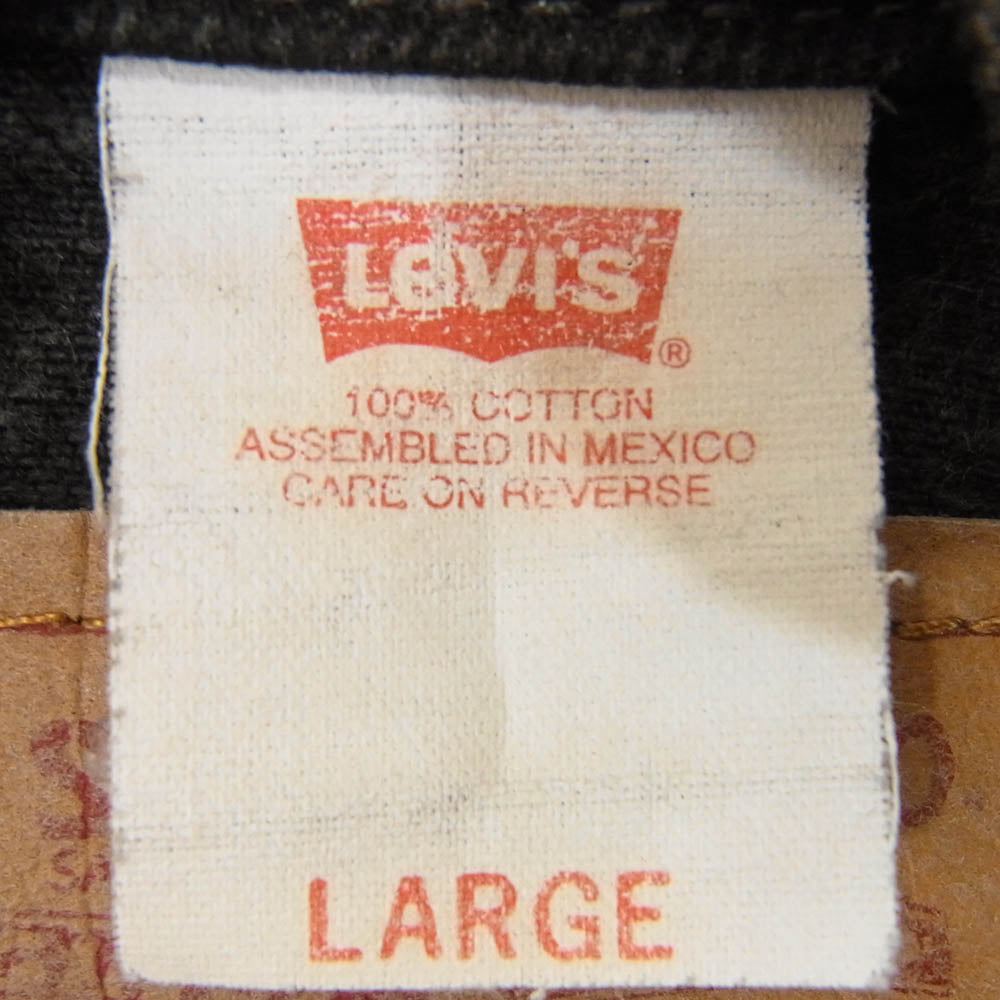 LEVI'S®
100% COTTON
ASSEMBLED IN MEXICO
CARE ON REVERSE
LARGE